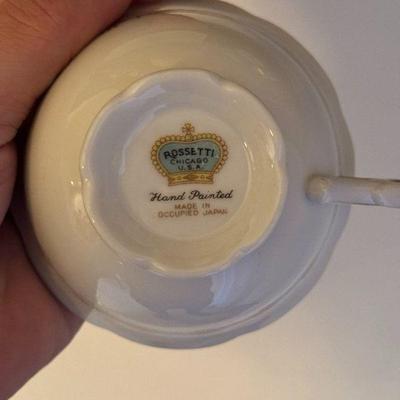 ROSSETTI
CHICAGO
U.S.A.
Hand Painted
MADE IN
OCCUPIED JAPAN